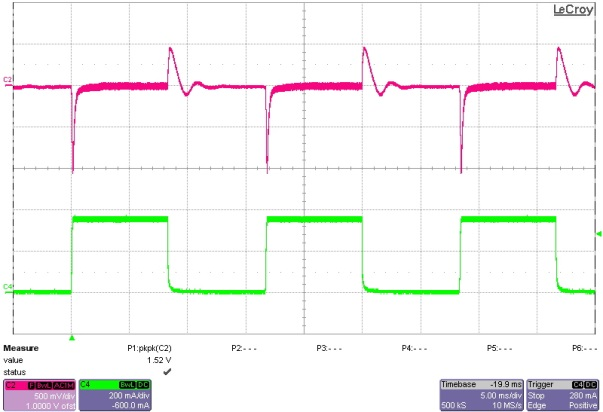 LeCroy
C2
C4
Measure P1:pkpk(C2) P2:--- P3:--- P4:--- P5:--- P6:---
value 1.52 V
status ✔
C2 F BwL AC1M C4 BwL DC Timebase -19.9 ms Trigger C4 DC
500 mV/div 200 mA/div 5.00 ms/div Stop 280 mA
1.0000 V ofst -600.0 mA 500 kS 10 MS/s Edge Positive